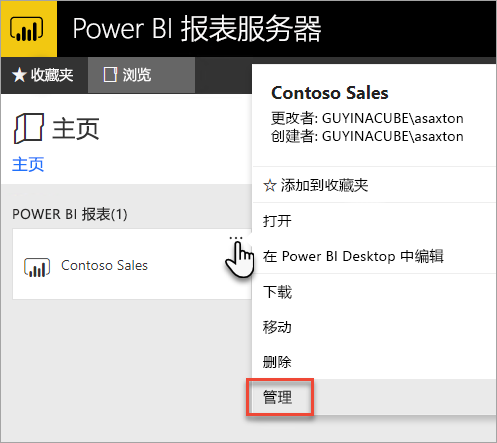 Power BI 报表服务器
★ 收藏夹
浏览
主页
主页
POWER BI 报表(1)
...
Contoso Sales
Contoso Sales
更改者: GUYINACUBE\asaxton
创建者: GUYINACUBE\asaxton
☆ 添加到收藏夹
打开
在 Power BI Desktop 中编辑
下载
移动
删除
管理